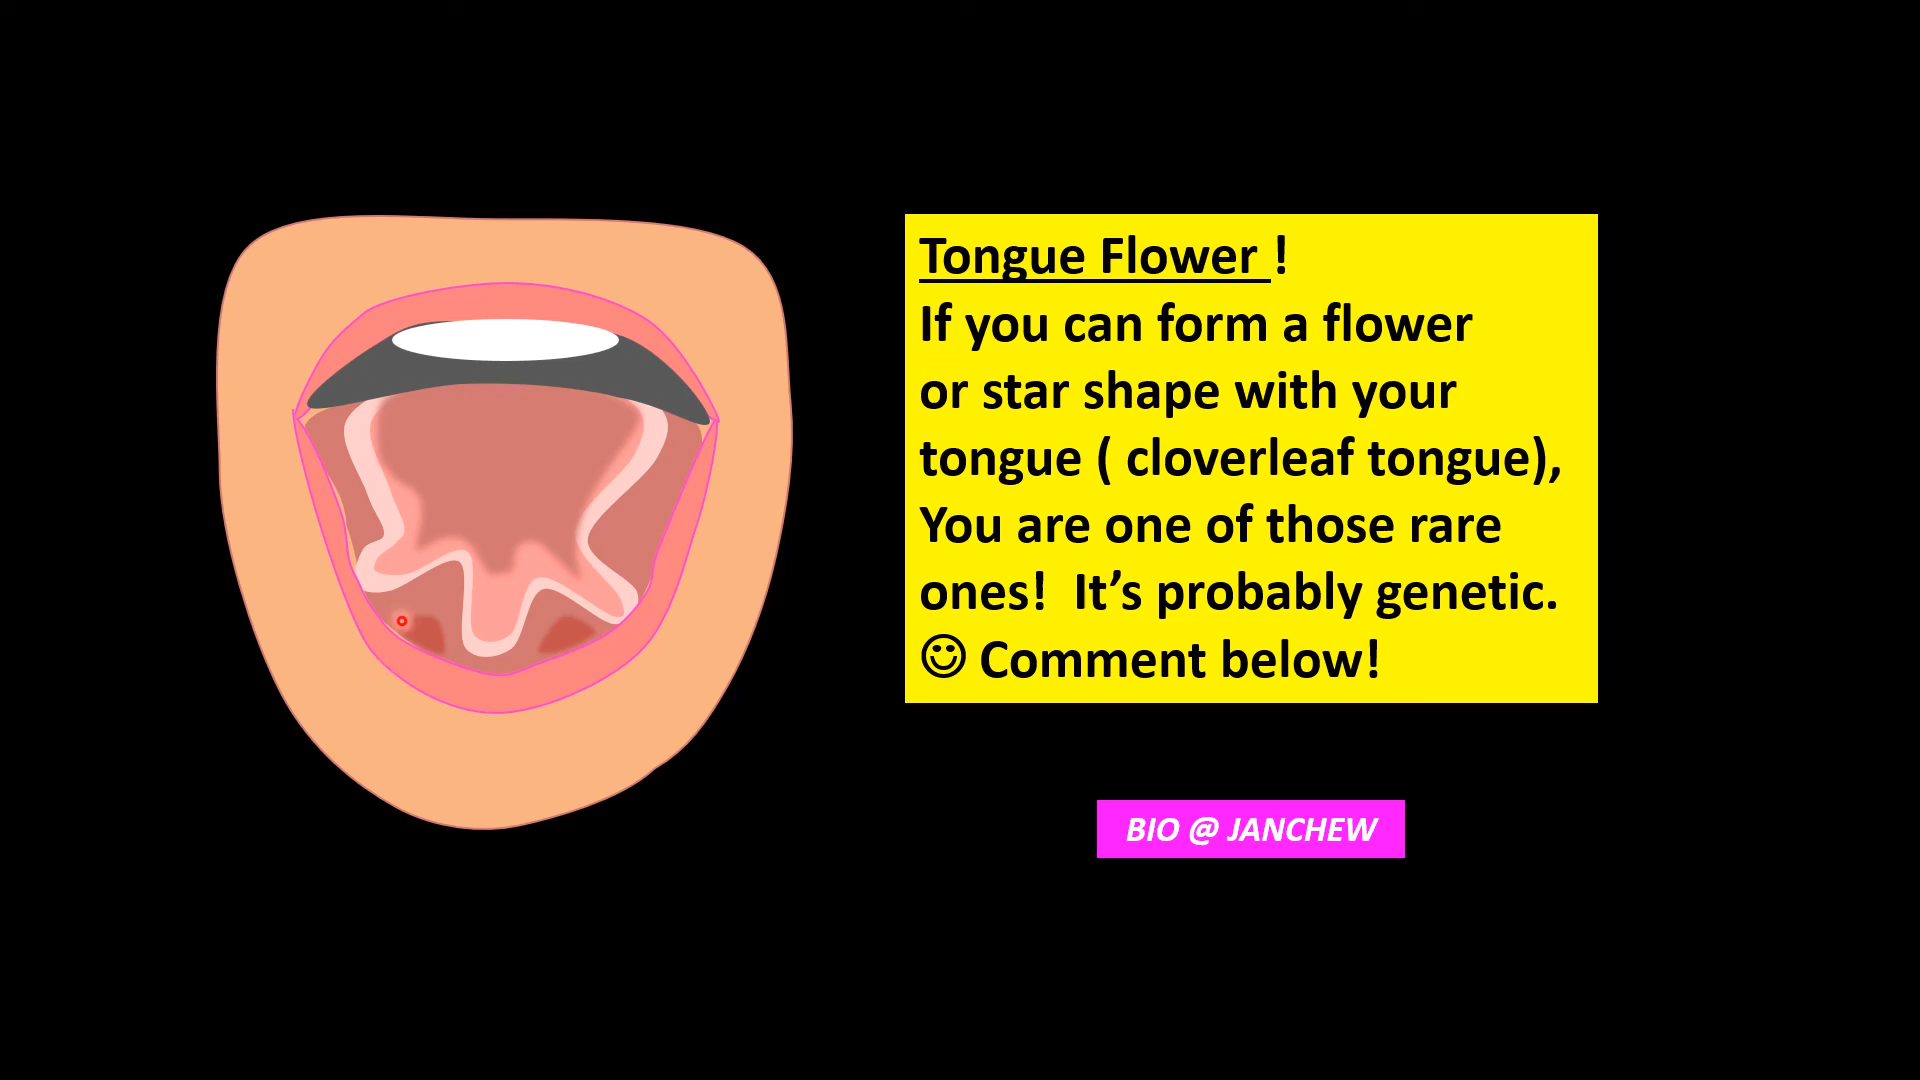 Tongue Flower !
If you can form a flower
or star shape with your
tongue ( cloverleaf tongue),
You are one of those rare
ones!  It’s probably genetic.
☺ Comment below!
BIO @ JANCHEW